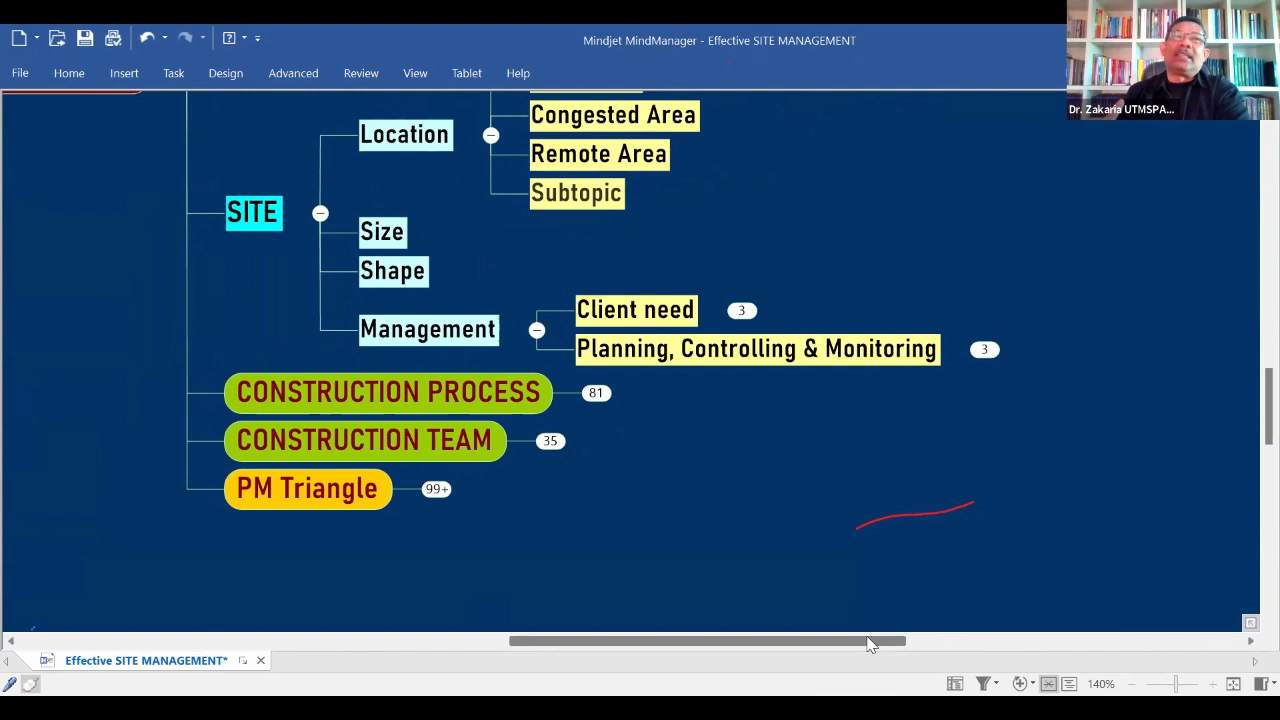 Mindjet MindManager - Effective SITE MANAGEMENT
File Home Insert Task Design Advanced Review View Tablet Help
Dr. Zakaria UTMSPA...
Congested Area
Location
Remote Area
Subtopic
SITE
Size
Shape
Client need 3
Management
Planning, Controlling & Monitoring 3
CONSTRUCTION PROCESS 81
CONSTRUCTION TEAM 35
PM Triangle 99+
Effective SITE MANAGEMENT*
140%